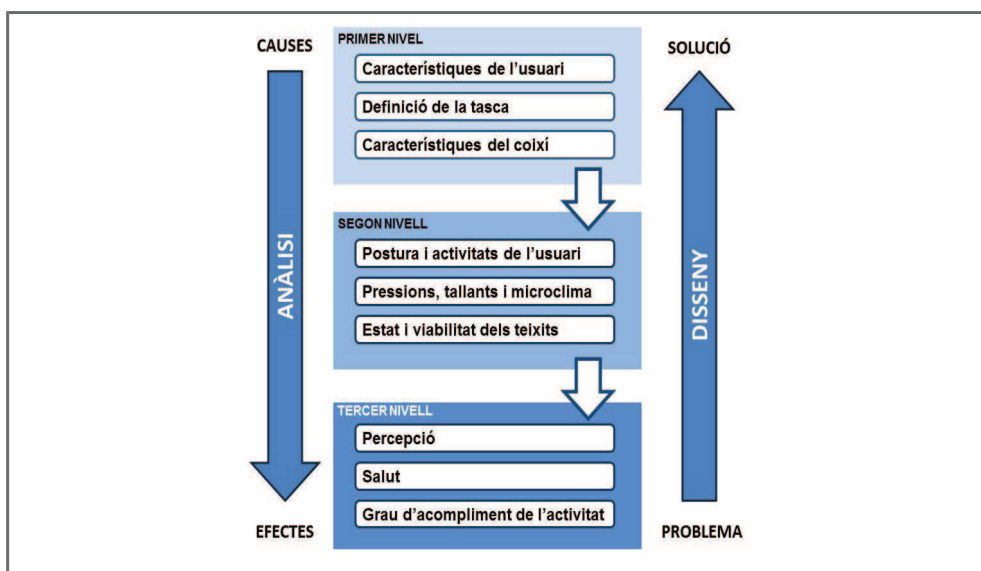 CAUSES
PRIMER NIVEL
SOLUCIÓ
Característiques de l'usuari
Definició de la tasca
Característiques del coixí
ANÀLISI
SEGON NIVELL
Postura i activitats de l'usuari
Pressions, tallants i microclima
Estat i viabilitat dels teixits
DISSENY
TERCER NIVELL
Percepció
Salut
Grau d'acompliment de l'activitat
EFECTES
PROBLEMA